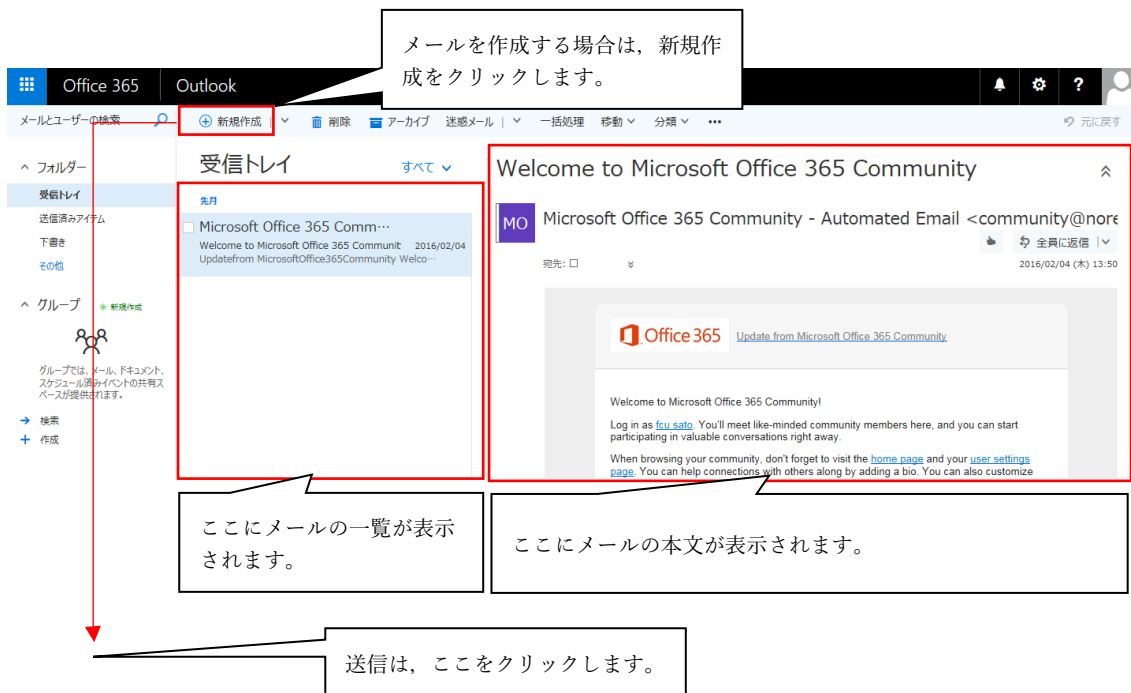 メールを作成する場合は，新規作
成をクリックします。
Office 365
Outlook
?
メールとユーザーの検索
新規作成
削除
アーカイブ
迷惑メール
一括処理
移動
分類
元に戻す
フォルダー
受信トレイ
送信済みアイテム
下書き
その他
グループ
新規作成
グループでは、メール、ドキュメント、
スケジュール済みイベントの共有ス
ペースが提供されます。
検索
作成
受信トレイ
すべて
先月
Microsoft Office 365 Comm…
Welcome to Microsoft Office 365 Communit 2016/02/04
Updatefrom MicrosoftOffice365Community Welco…
Welcome to Microsoft Office 365 Community
MO
Microsoft Office 365 Community - Automated Email <community@nore
全員に返信
宛先:
2016/02/04 (木) 13:50
Office 365
Update from Microsoft Office 365 Community
Welcome to Microsoft Office 365 Community!
Log in as fcu sato. You'll meet like-minded community members here, and you can start
participating in valuable conversations right away.
When browsing your community, don't forget to visit the home page and your user settings
page. You can help connections with others along by adding a bio. You can also customize
ここにメールの一覧が表示
されます。
ここにメールの本文が表示されます。
送信は，ここをクリックします。